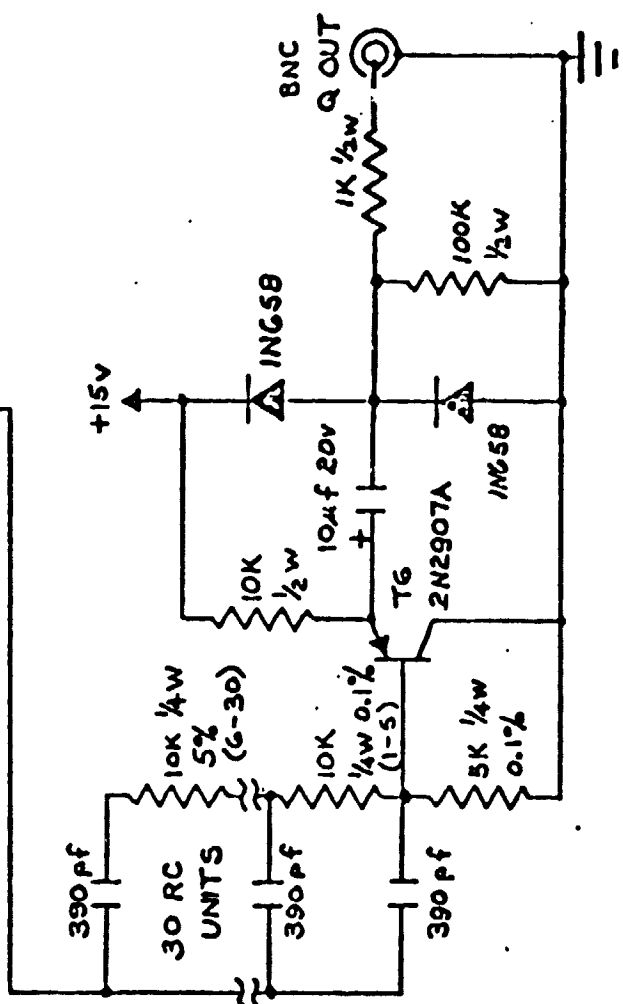 BNC
Q OUT
1K ½W
100K
½W
+15V
1N658
10µf 20V
+
1N658
10K
½W
T6
2N2907A
10K ¼W
5%
(6-30)
10K
¼W 0.1%
(1-5)
5K ¼W
0.1%
390pf
30 RC
UNITS
390pf
390pf